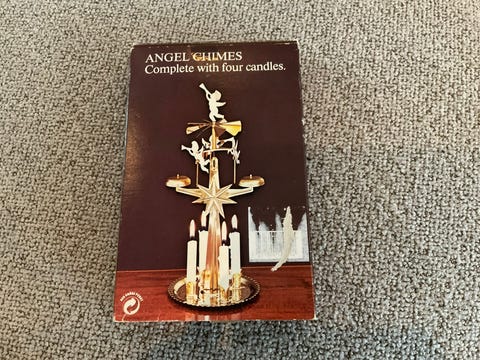 ANGEL CHIMES
Complete with four candles.